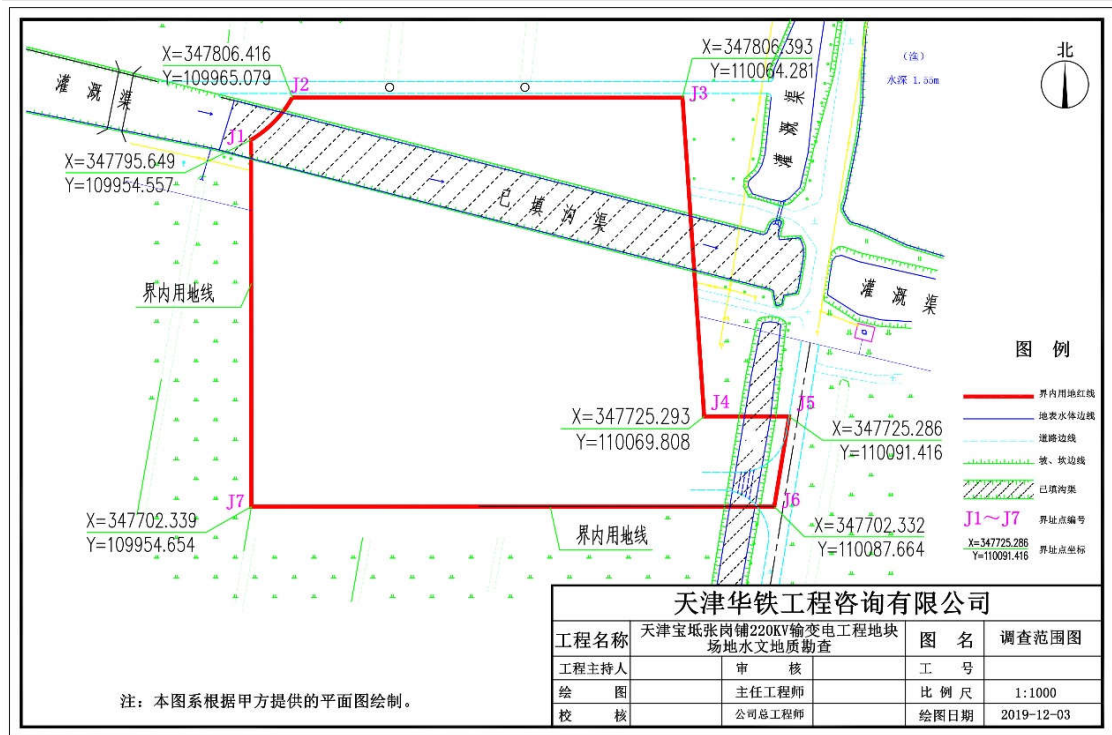 X=347806.416
Y=109965.079
J2
X=347806.393
Y=110064.281
J3
(渔)
水深 1.55m
北
灌溉渠
灌溉渠
J1
X=347795.649
Y=109954.557
已填沟渠
界内用地线
灌溉渠
图 例
界内用地红线
地表水体边线
道路边线
坡、坎边线
已填沟渠
J1～J7 界址点编号
X=347725.286
Y=110091.416
界址点坐标
J4
X=347725.293
Y=110069.808
J5
X=347725.286
Y=110091.416
J7
X=347702.339
Y=109954.654
J6
X=347702.332
Y=110087.664
界内用地线
注：本图系根据甲方提供的平面图绘制。
天津华铁工程咨询有限公司
工程名称 天津宝坻张岗铺220KV输变电工程地块
场地水文地质勘查
图 名 调查范围图
工程主持人 审 核 工 号
绘 图 主任工程师 比 例 尺 1:1000
校 核 公司总工程师 绘图日期 2019-12-03